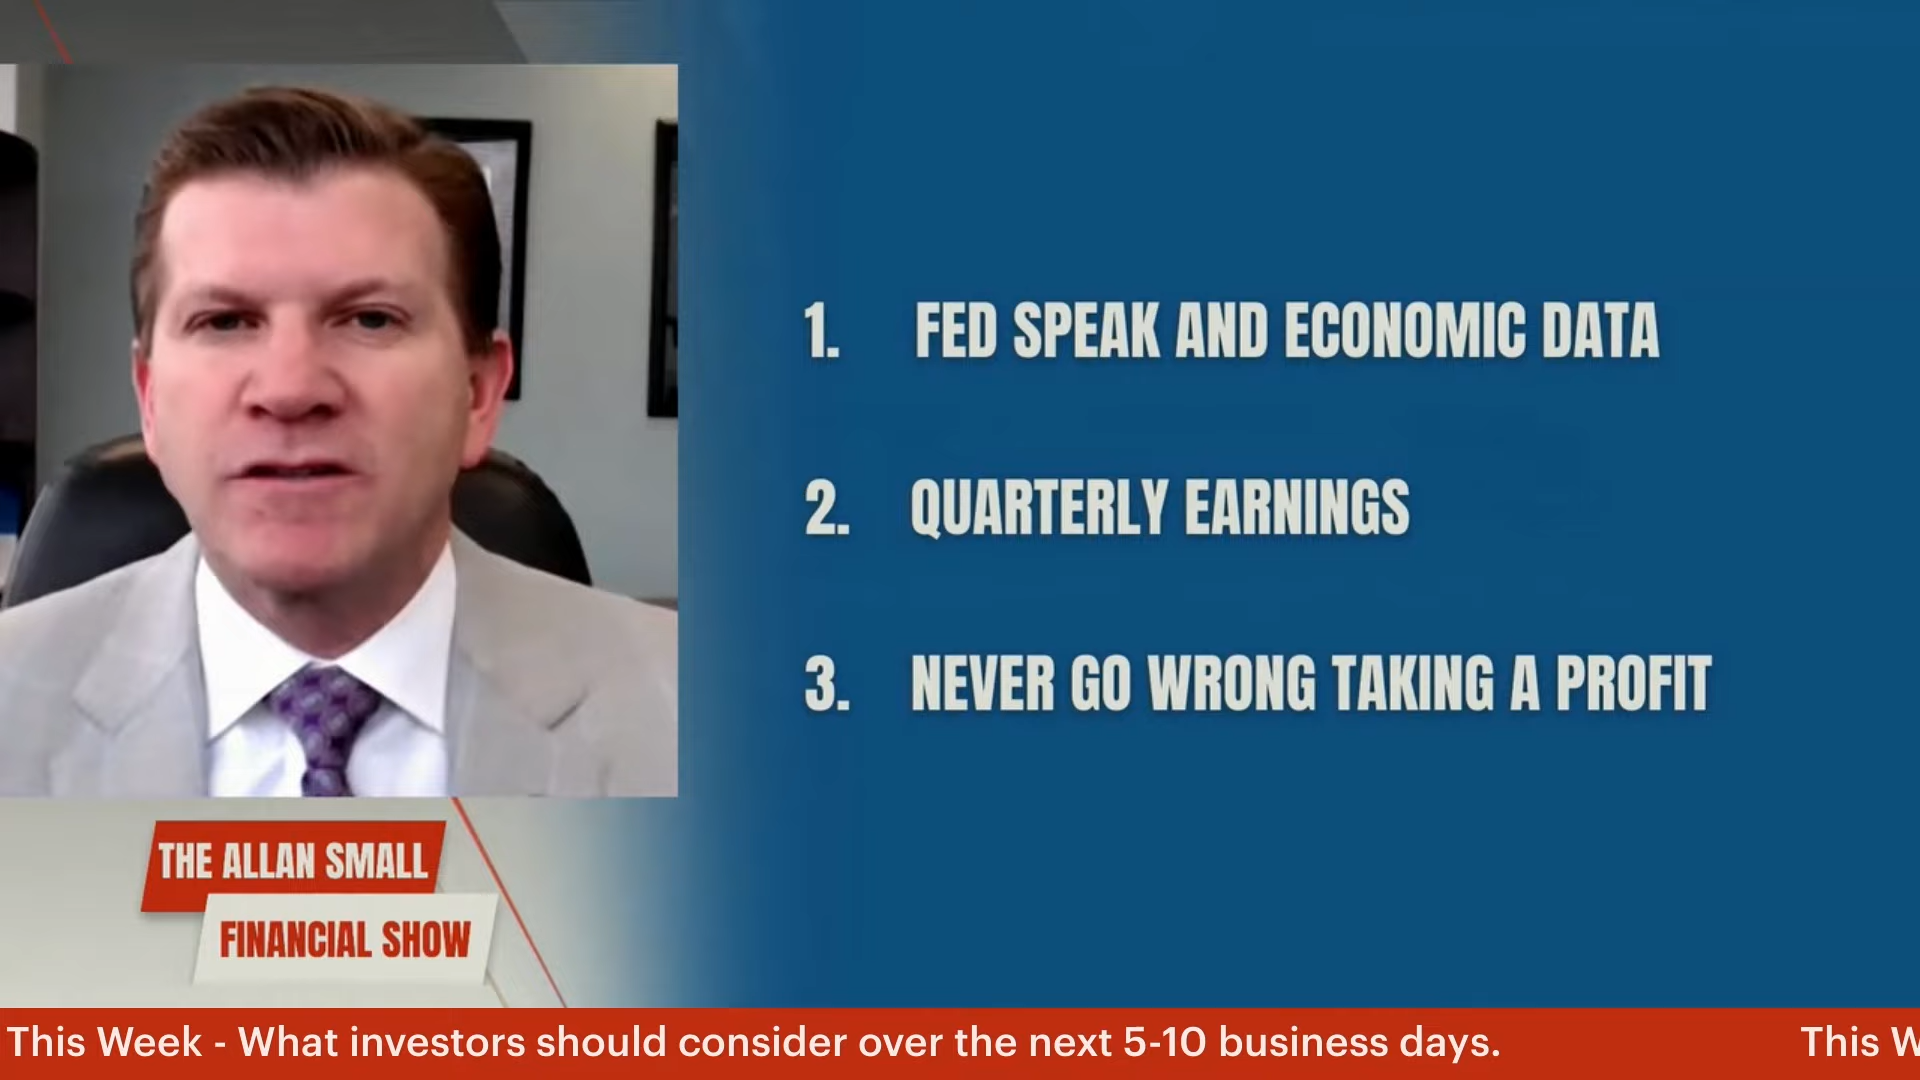 1. FED SPEAK AND ECONOMIC DATA
2. QUARTERLY EARNINGS
3. NEVER GO WRONG TAKING A PROFIT
THE ALLAN SMALL
FINANCIAL SHOW
This Week - What investors should consider over the next 5-10 business days. This